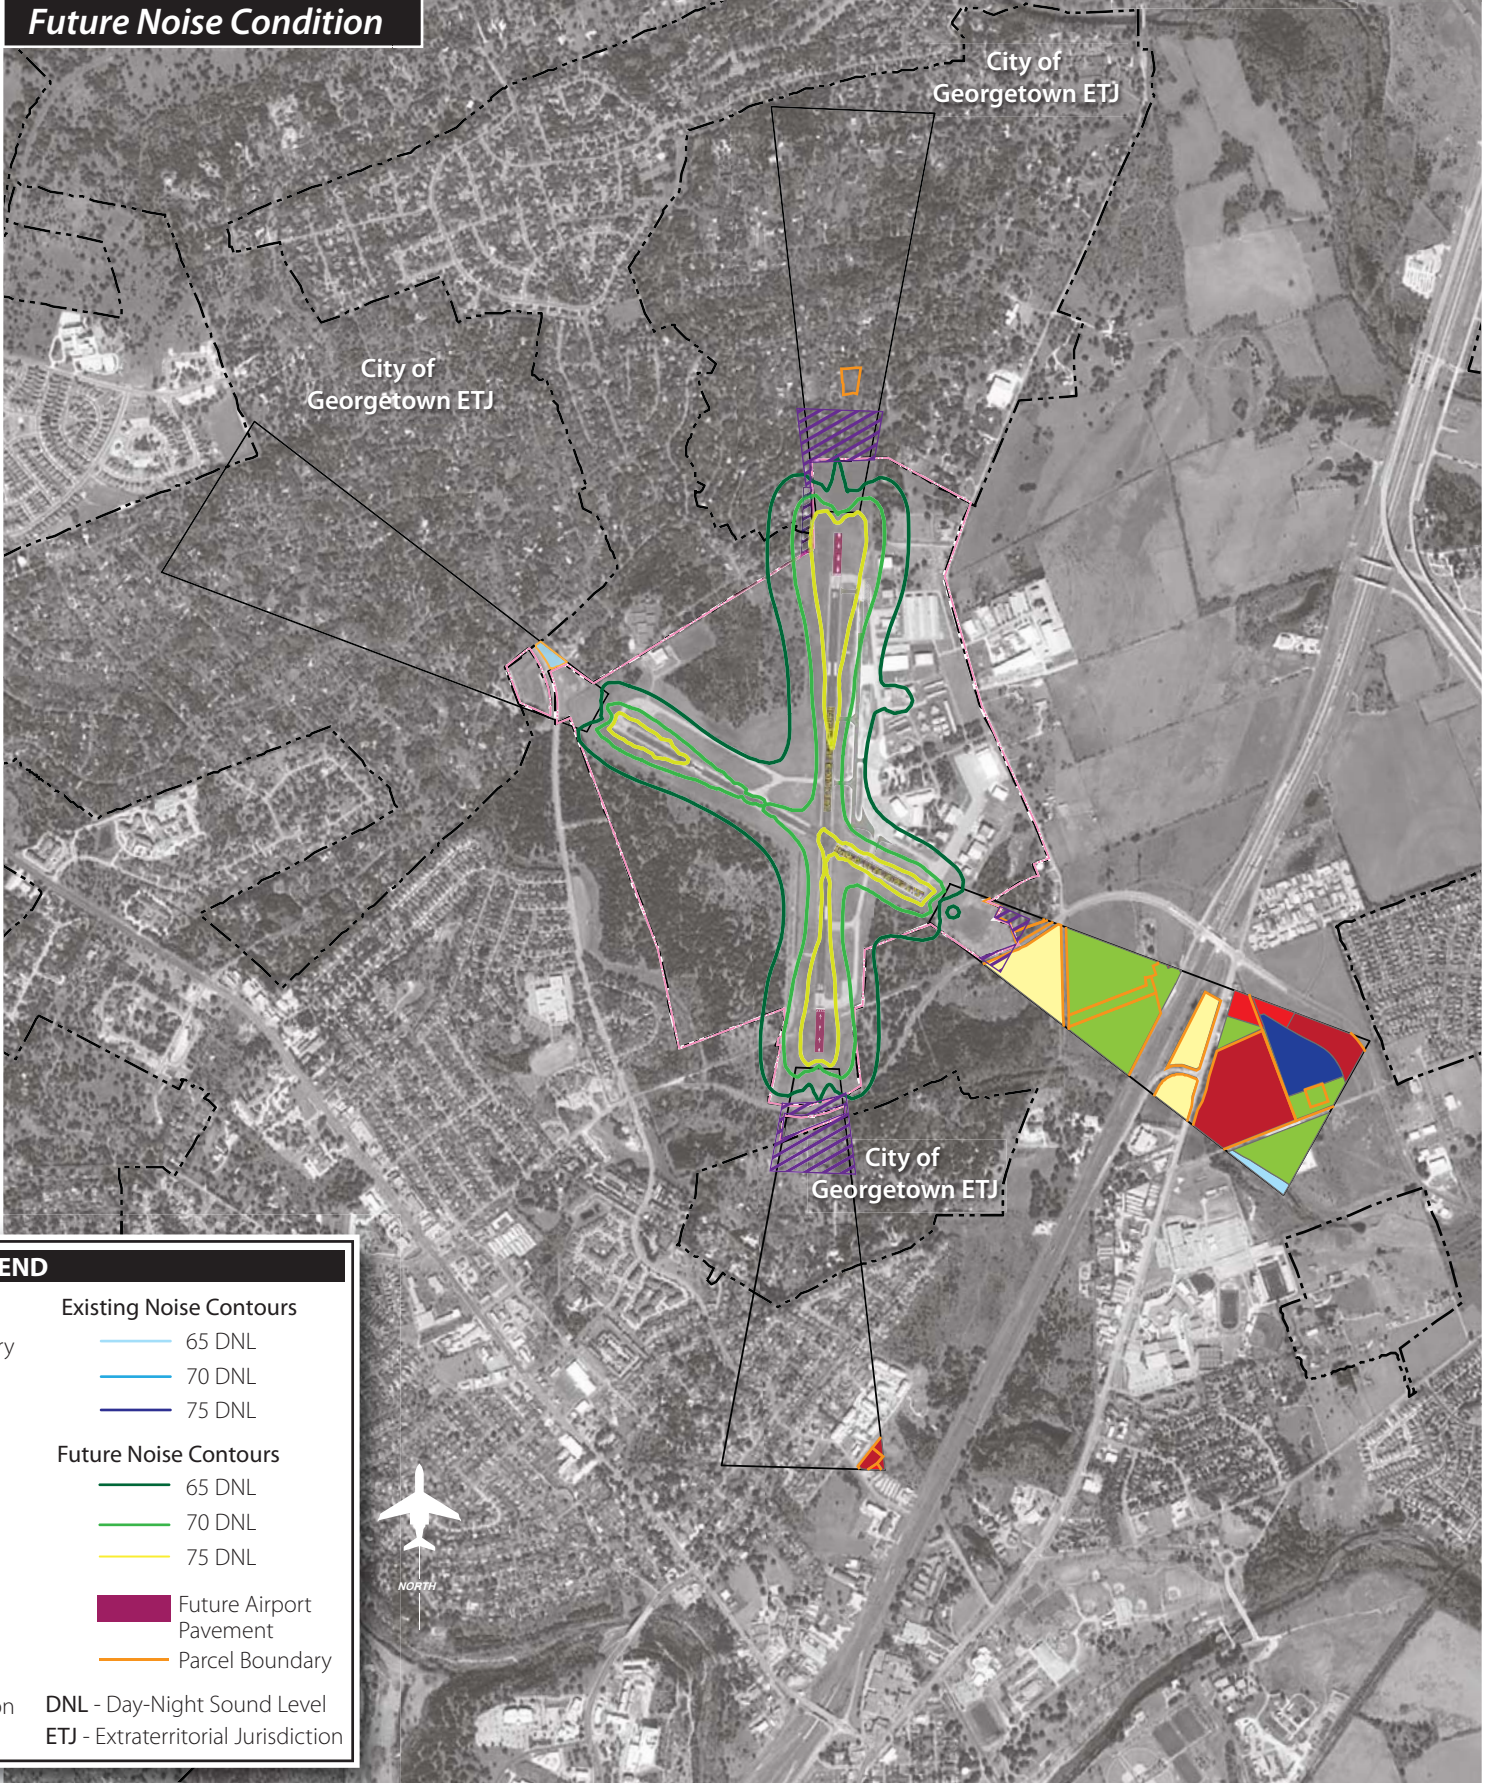 Future Noise Condition
City of
Georgetown ETJ
City of
Georgetown ETJ
City of
Georgetown ETJ
END
Existing Noise Contours
ry
65 DNL
70 DNL
75 DNL
Future Noise Contours
65 DNL
70 DNL
75 DNL
Future Airport
Pavement
Parcel Boundary
on
DNL - Day-Night Sound Level
ETJ - Extraterritorial Jurisdiction
NORTH